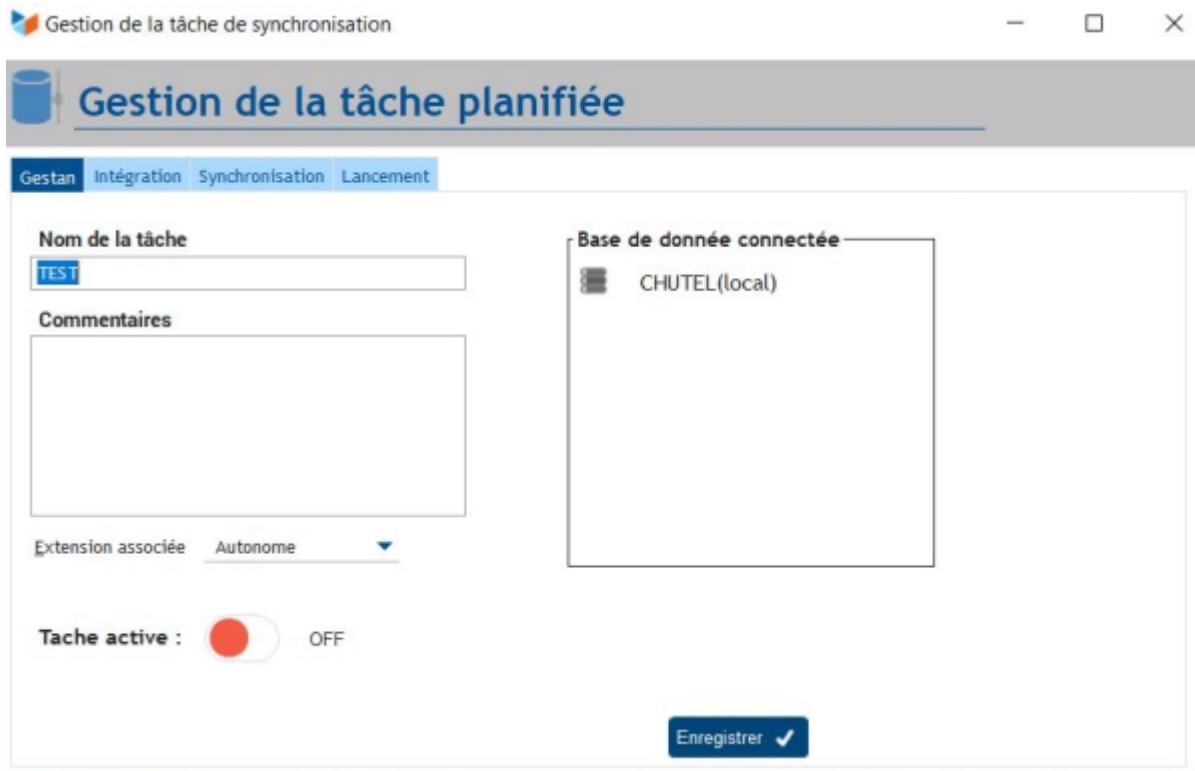 Gestion de la tâche de synchronisation
Gestion de la tâche planifiée
Gestan Intégration Synchronisation Lancement
Nom de la tâche
TEST
Commentaires
Extension associée Autonome
Tache active : OFF
Base de donnée connectée
CHUTEL(local)
Enregistrer